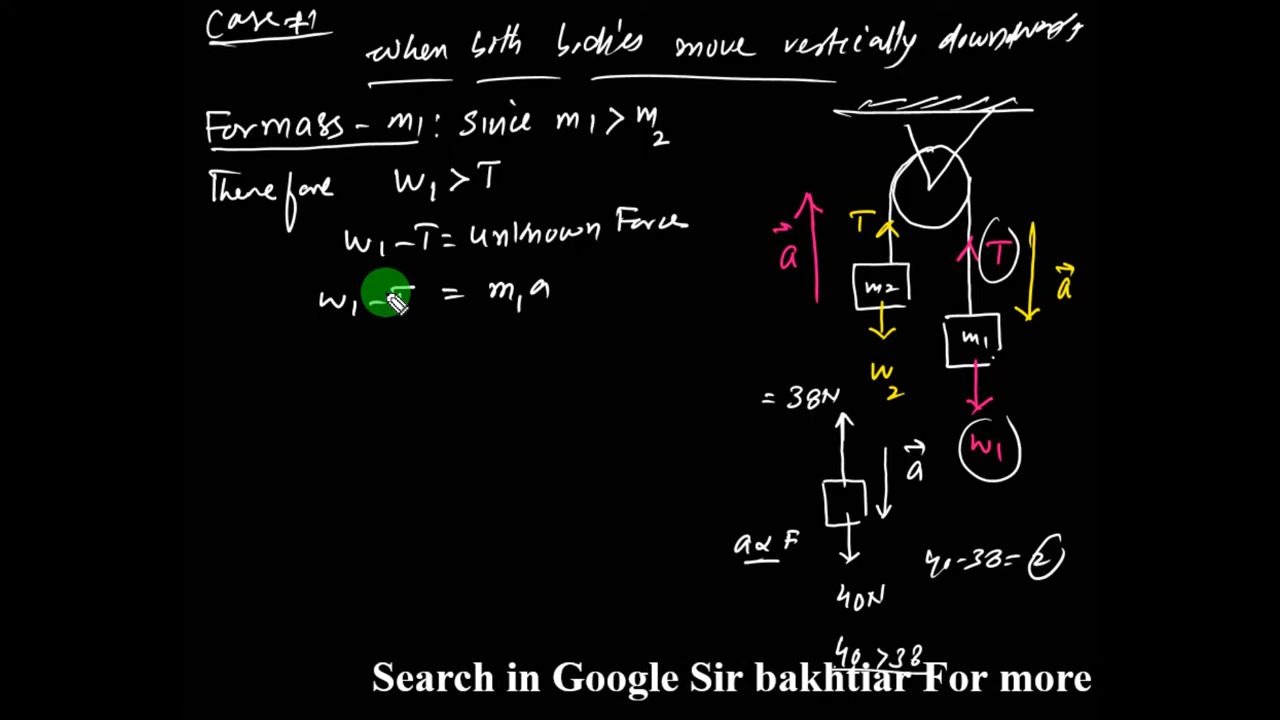 Case #1
when both bodies move vertically downwards
For mass - m1: since m1 > m2
Therefore w1 > T
w1 - T = unknown Force
w1 - T = m1 a
T
m2
w2
a
T
m1
w1
a
= 38N
a
a ∝ F
40N
40 - 38 = 2
40 > 38
Search in Google Sir bakhtiar For more